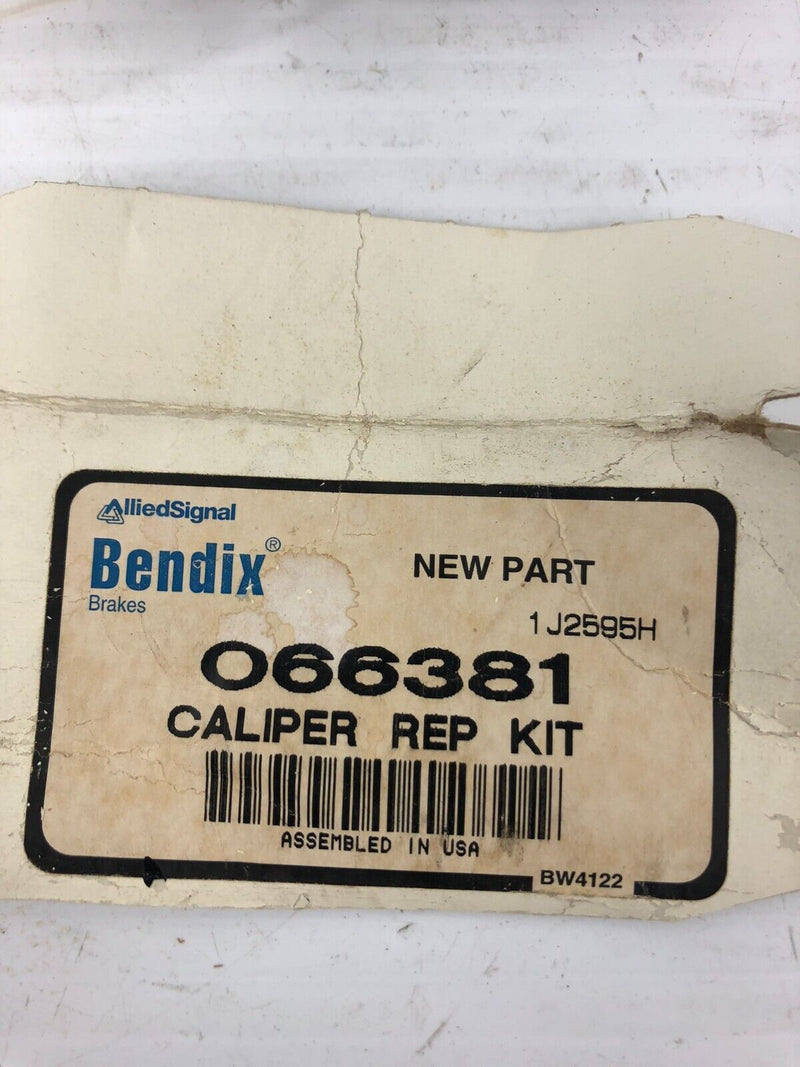 AlliedSignal
Bendix®
Brakes
NEW PART
1J2595H
066381
CALIPER REP KIT
ASSEMBLED IN USA
BW4122